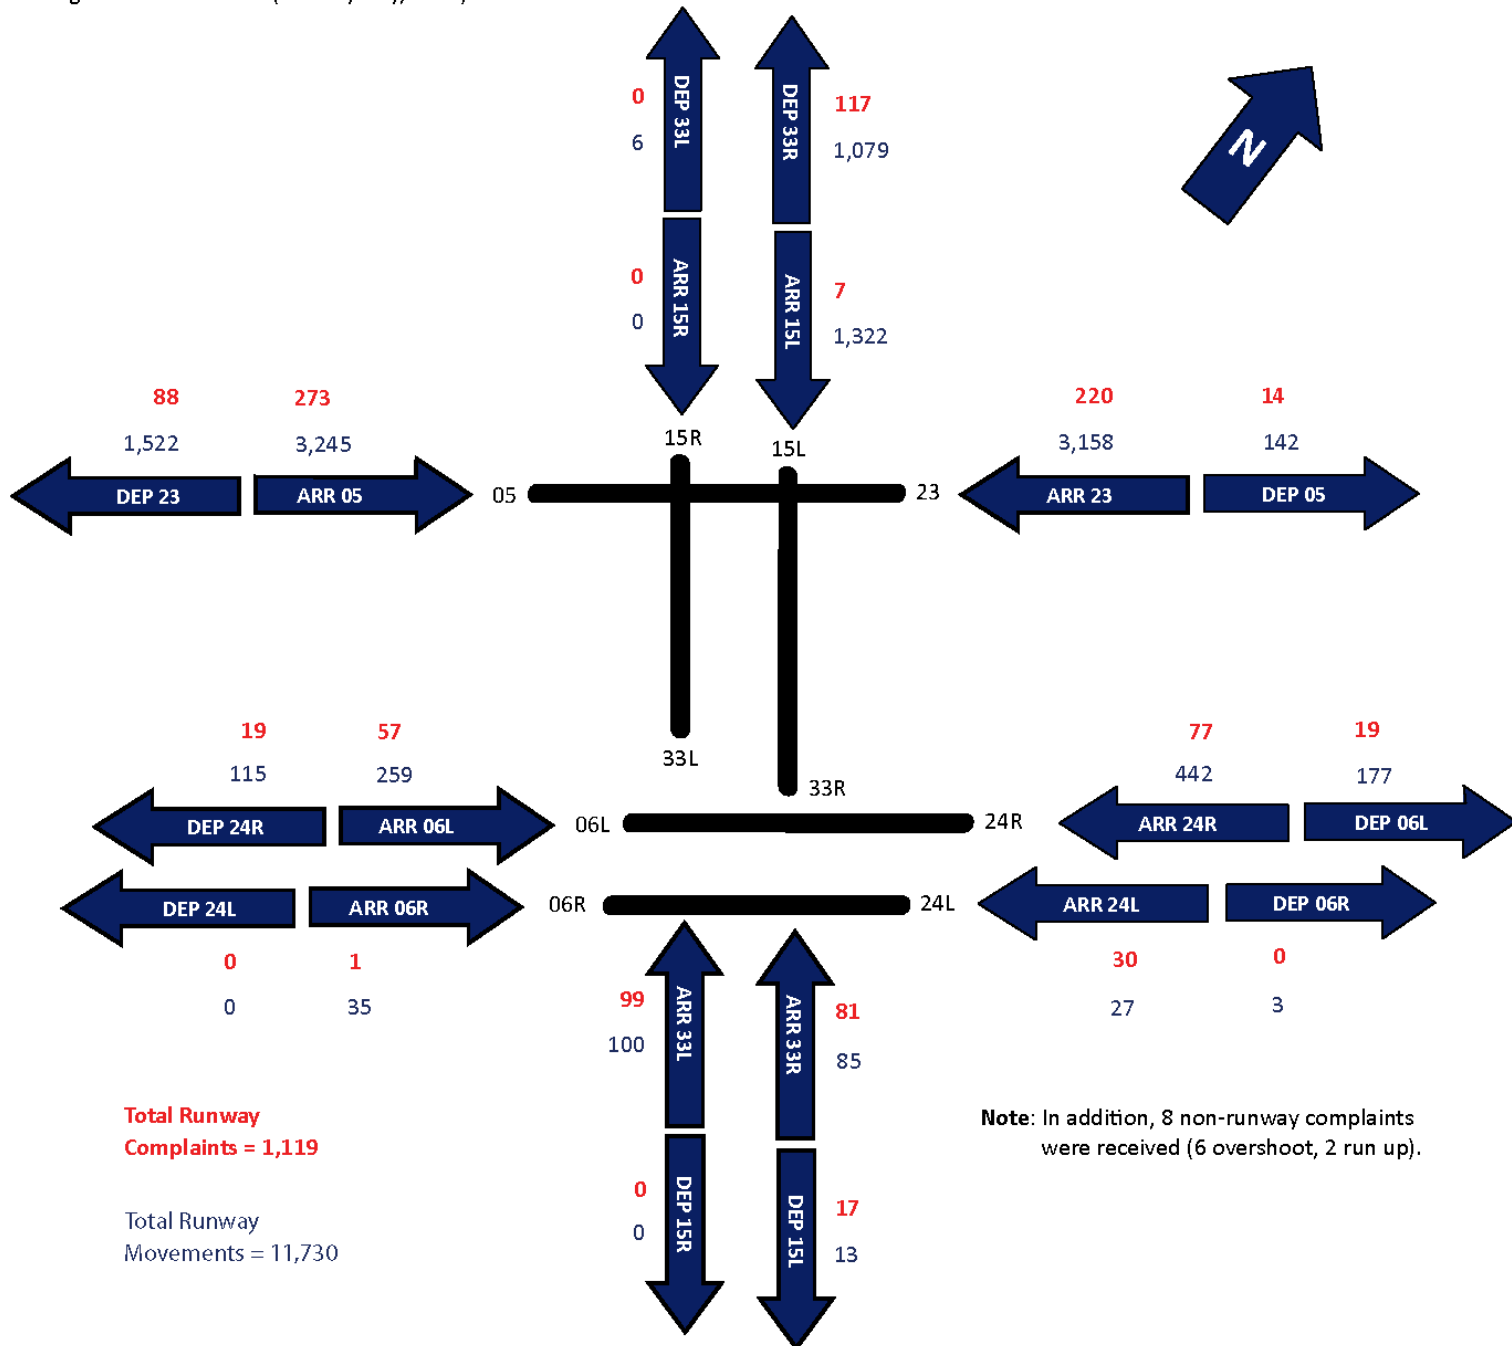 DEP 33L
DEP 33R
0
6
117
1,079
N
ARR 15R
ARR 15L
0
0
7
1,322
88
273
1,522
3,245
DEP 23
ARR 05
15R
15L
05
23
220
14
3,158
142
ARR 23
DEP 05
19
57
115
259
DEP 24R
ARR 06L
33L
33R
06L
24R
77
19
442
177
ARR 24R
DEP 06L
DEP 24L
ARR 06R
06R
24L
ARR 24L
DEP 06R
0
1
0
35
30
0
27
3
99
100
ARR 33L
ARR 33R
81
85
Total Runway
Complaints = 1,119
Note: In addition, 8 non-runway complaints
were received (6 overshoot, 2 run up).
0
0
DEP 15R
DEP 15L
17
13
Total Runway
Movements = 11,730